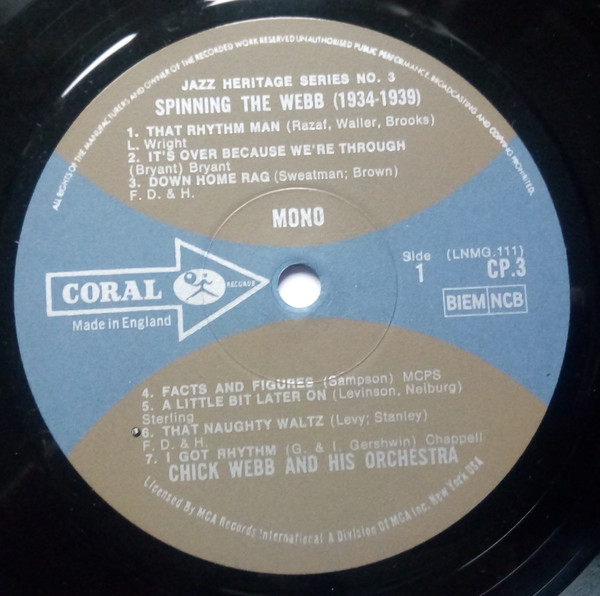 ALL RIGHTS OF THE MANUFACTURERS AND OWNER OF THE RECORDED WORK RESERVED UNAUTHORISED PUBLIC PERFORMANCE, BROADCASTING AND COPYING PROHIBITED.
JAZZ HERITAGE SERIES NO. 3
SPINNING THE WEBB (1934-1939)
1. THAT RHYTHM MAN (Razaf, Waller, Brooks)
L. Wright
2. IT'S OVER BECAUSE WE'RE THROUGH
(Bryant) Bryant
3. DOWN HOME RAG (Sweatman; Brown)
F. D. & H.
MONO
CORAL RECORDS
Made in England
Side (LNMG.111)
1 CP.3
BIEM NCB
4. FACTS AND FIGURES (Sampson) MCPS
5. A LITTLE BIT LATER ON (Levinson, Neiburg)
Sterling
6. THAT NAUGHTY WALTZ (Levy; Stanley)
F. D. & H.
7. I GOT RHYTHM (G. & I. Gershwin) Chappell
CHICK WEBB AND HIS ORCHESTRA
Licensed By MCA Records International A Division Of MCA Inc. New York USA